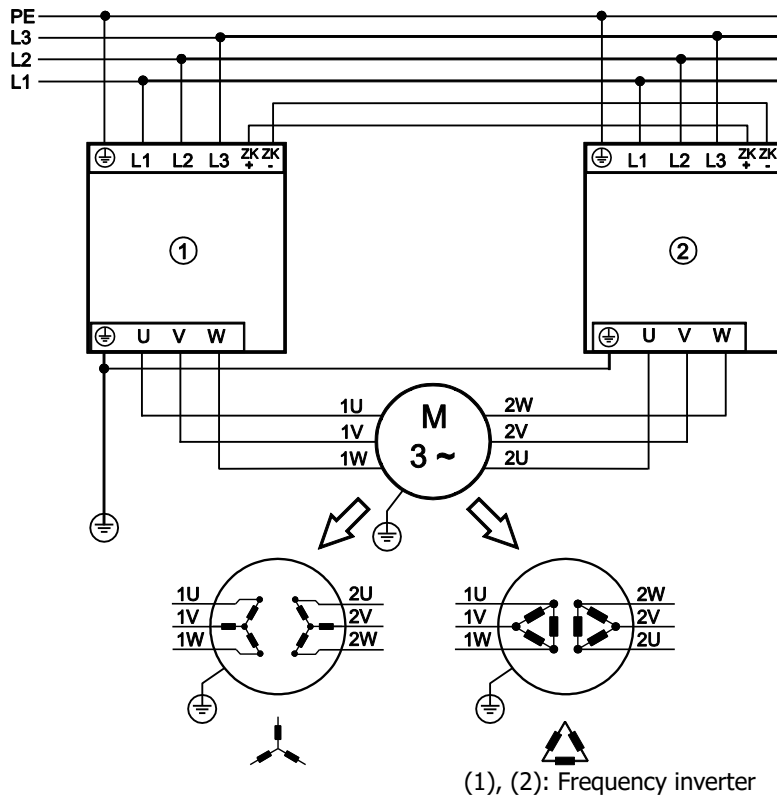 PE
L3
L2
L1
L1 L2 L3 ZK + ZK -
L1 L2 L3 ZK + ZK -
1
2
U V W
U V W
1U
1V
1W
M
3 ~
2W
2V
2U
1U
1V
1W
2U
2V
2W
1U
1V
1W
2W
2V
2U
(1), (2): Frequency inverter